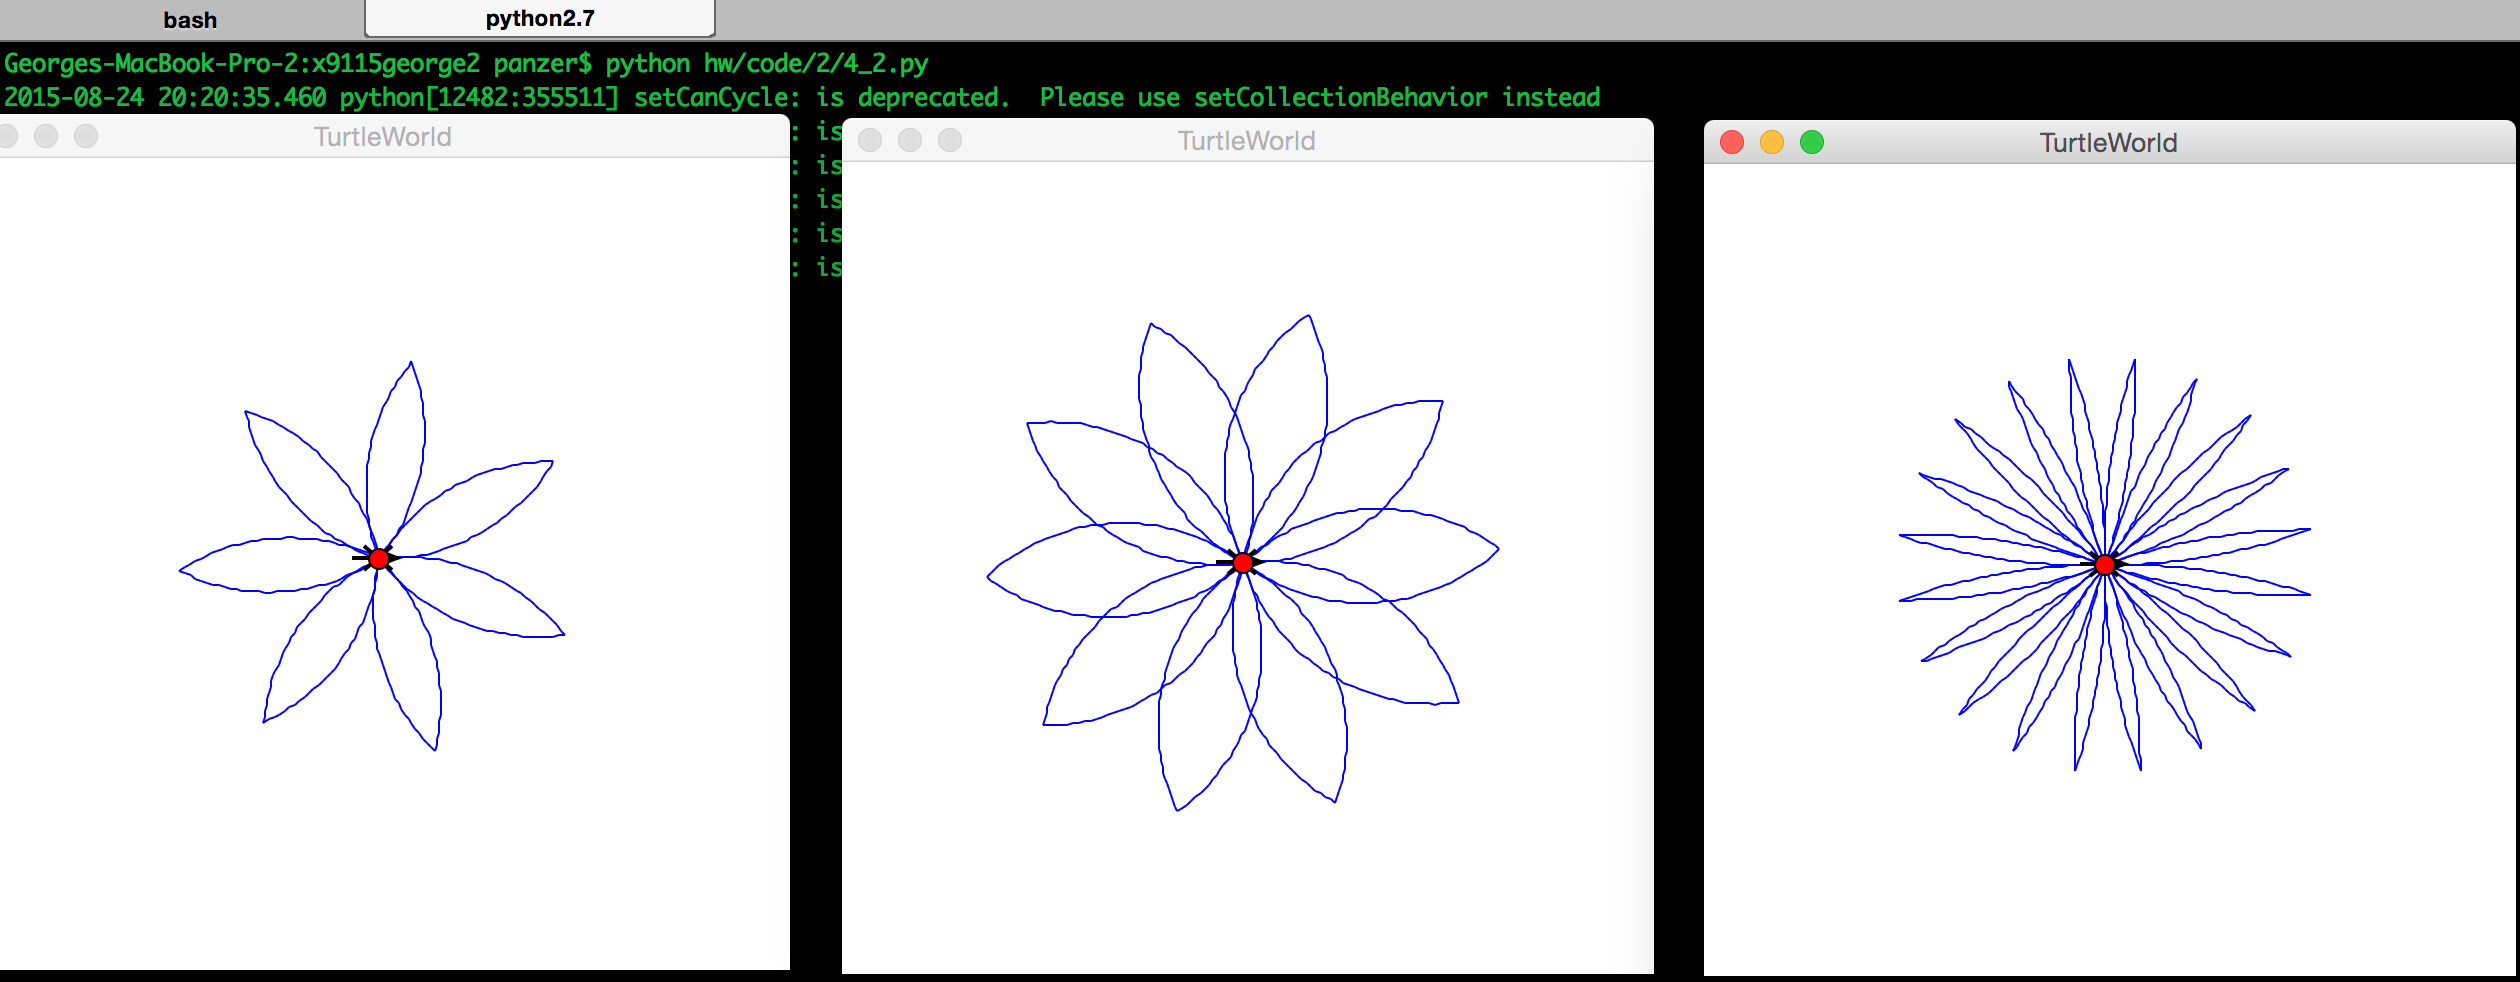 bash
python2.7
Georges-MacBook-Pro-2:x9115george2 panzer$ python hw/code/2/4_2.py
2015-08-24 20:20:35.460 python[12482:355511] setCanCycle: is deprecated.  Please use setCollectionBehavior instead
: is
: is
: is
: is
: is
TurtleWorld
TurtleWorld
TurtleWorld